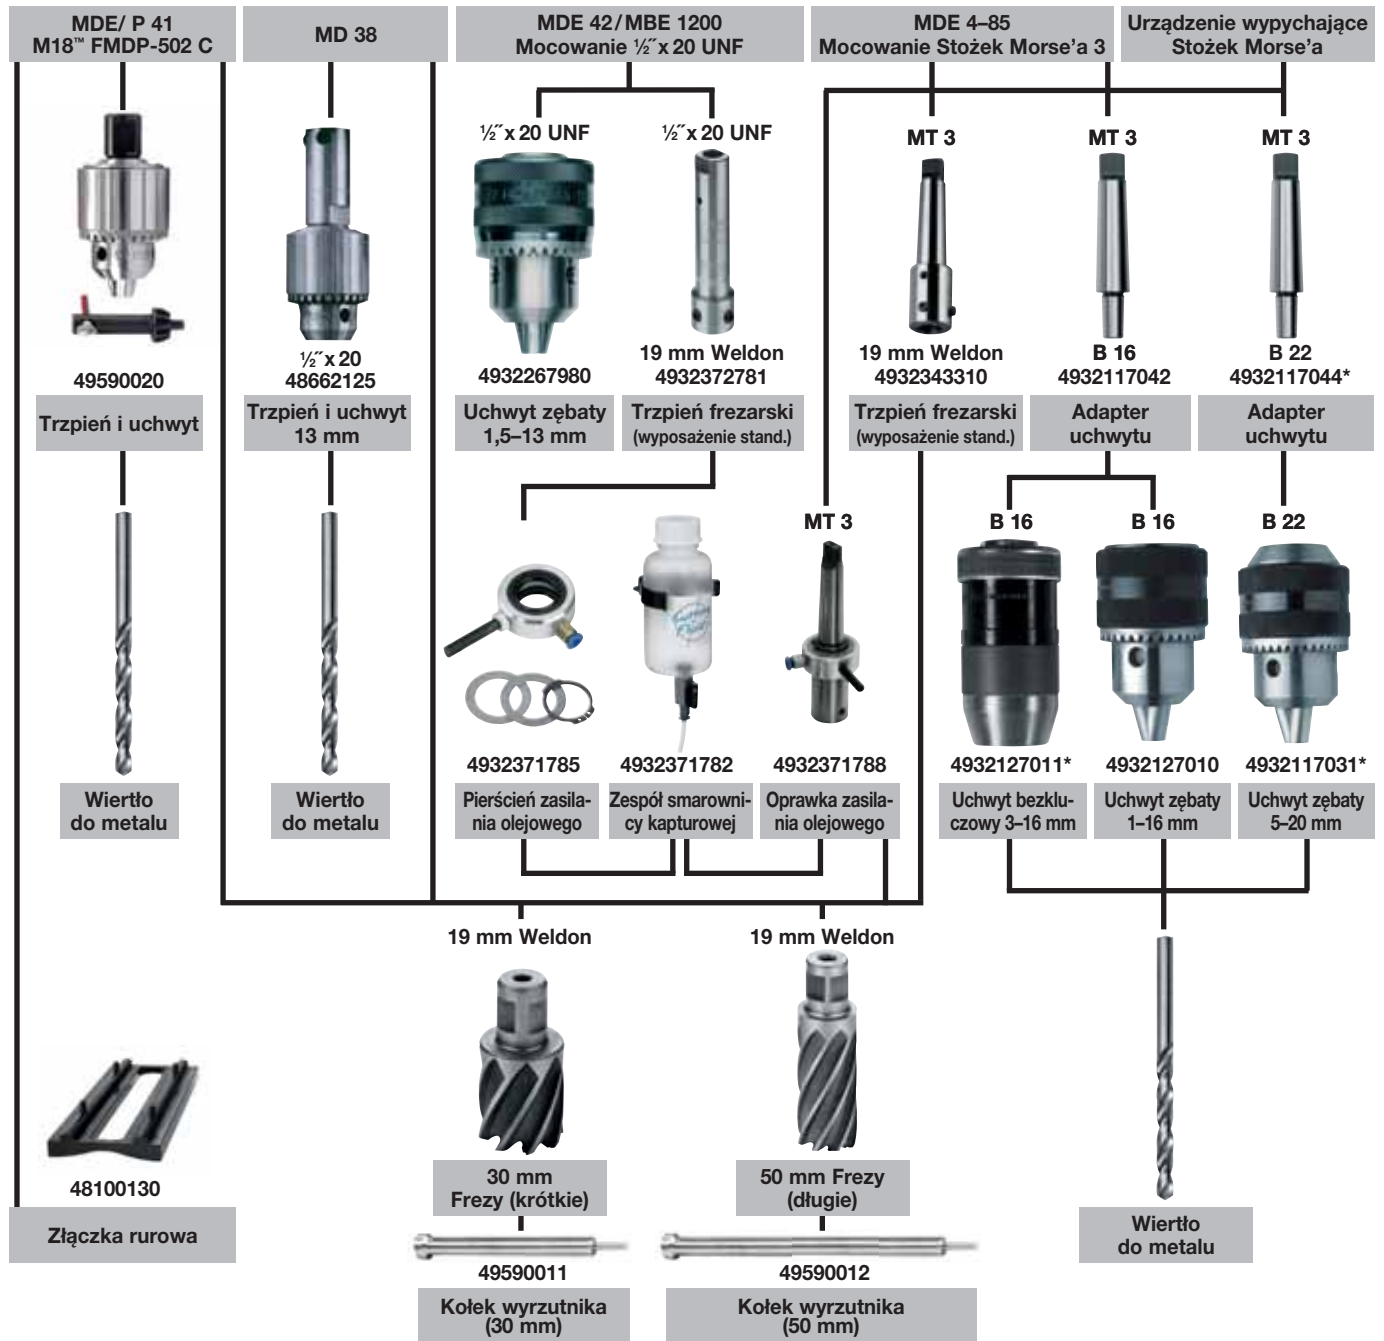 MDE/ P 41
M18™ FMDP-502 C
MD 38
MDE 42/MBE 1200
Mocowanie ½˝x 20 UNF
MDE 4–85
Mocowanie Stożek Morse’a 3
Urządzenie wypychające
Stożek Morse’a
½˝x 20 UNF
½˝x 20 UNF
MT 3
MT 3
MT 3
49590020
½˝x 20
48662125
4932267980
19 mm Weldon
4932372781
19 mm Weldon
4932343310
B 16
4932117042
B 22
4932117044*
Trzpień i uchwyt
Trzpień i uchwyt
13 mm
Uchwyt zębaty
1,5–13 mm
Trzpień frezarski
(wyposażenie stand.)
Trzpień frezarski
(wyposażenie stand.)
Adapter
uchwytu
Adapter
uchwytu
MT 3
B 16
B 16
B 22
4932371785
4932371782
4932371788
4932127011*
4932127010
4932117031*
Wiertło
do metalu
Wiertło
do metalu
Pierścień zasila-
nia olejowego
Zespół smarowni-
cy kapturowej
Oprawka zasila-
nia olejowego
Uchwyt bezklu-
czowy 3–16 mm
Uchwyt zębaty
1–16 mm
Uchwyt zębaty
5–20 mm
19 mm Weldon
19 mm Weldon
48100130
Złączka rurowa
30 mm
Frezy (krótkie)
50 mm Frezy
(długie)
Wiertło
do metalu
49590011
49590012
Kołek wyrzutnika
(30 mm)
Kołek wyrzutnika
(50 mm)